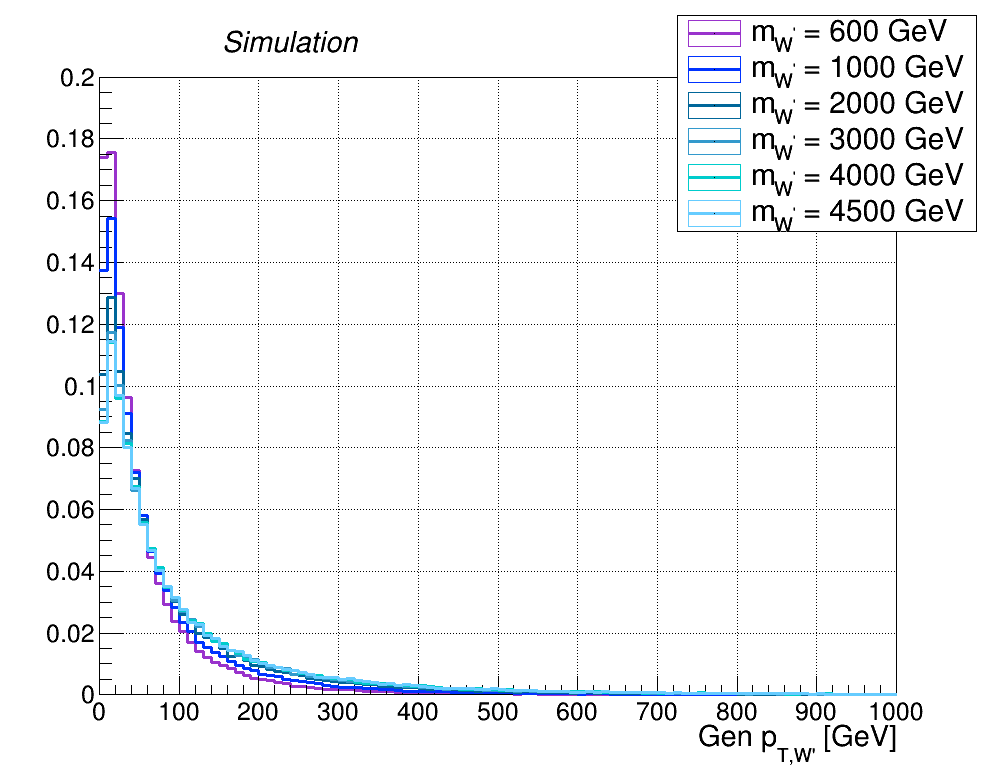 Simulation
m_W' = 600 GeV
m_W' = 1000 GeV
m_W' = 2000 GeV
m_W' = 3000 GeV
m_W' = 4000 GeV
m_W' = 4500 GeV
0.2
0.18
0.16
0.14
0.12
0.1
0.08
0.06
0.04
0.02
0
0 100 200 300 400 500 600 700 800 900 1000
Gen p_T,W' [GeV]